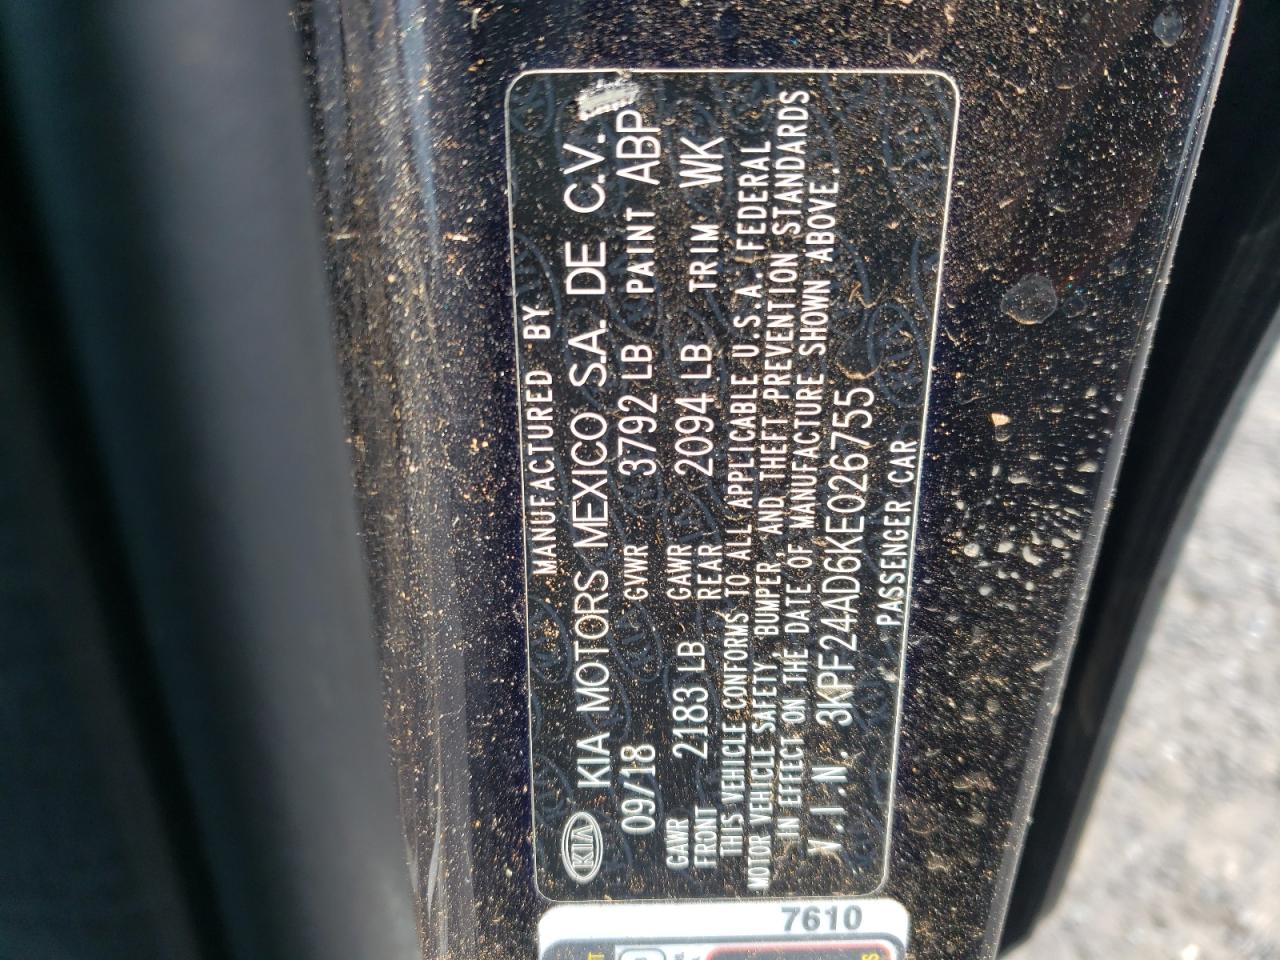 MANUFACTURED BY
KIA KIA MOTORS MEXICO S.A. DE C.V.
09/18 GVWR 3792 LB PAINT ABP
GAWR FRONT 2183 LB GAWR REAR 2094 LB TRIM WK
THIS VEHICLE CONFORMS TO ALL APPLICABLE U.S.A. FEDERAL
MOTOR VEHICLE SAFETY, BUMPER, AND THEFT PREVENTION STANDARDS
IN EFFECT ON THE DATE OF MANUFACTURE SHOWN ABOVE.
V.I.N. 3KPF24AD6KE026755
PASSENGER CAR
7610